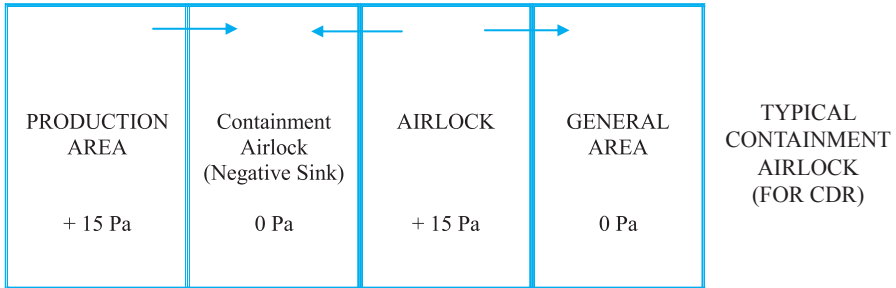 PRODUCTION
AREA
+ 15 Pa
Containment
Airlock
(Negative Sink)
0 Pa
AIRLOCK
+ 15 Pa
GENERAL
AREA
0 Pa
TYPICAL
CONTAINMENT
AIRLOCK
(FOR CDR)